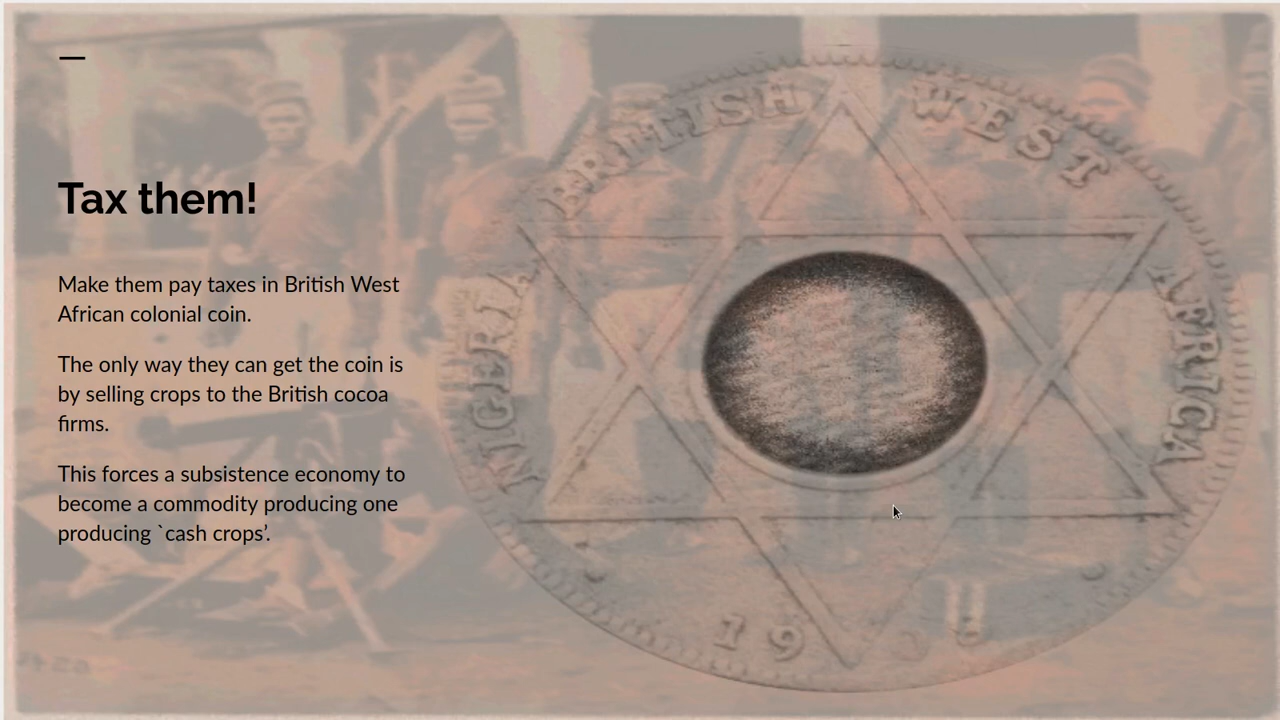 Tax them!
Make them pay taxes in British West
African colonial coin.
The only way they can get the coin is
by selling crops to the British cocoa
firms.
This forces a subsistence economy to
become a commodity producing one
producing `cash crops’.
NIGERIA BRITISH WEST AFRICA
19